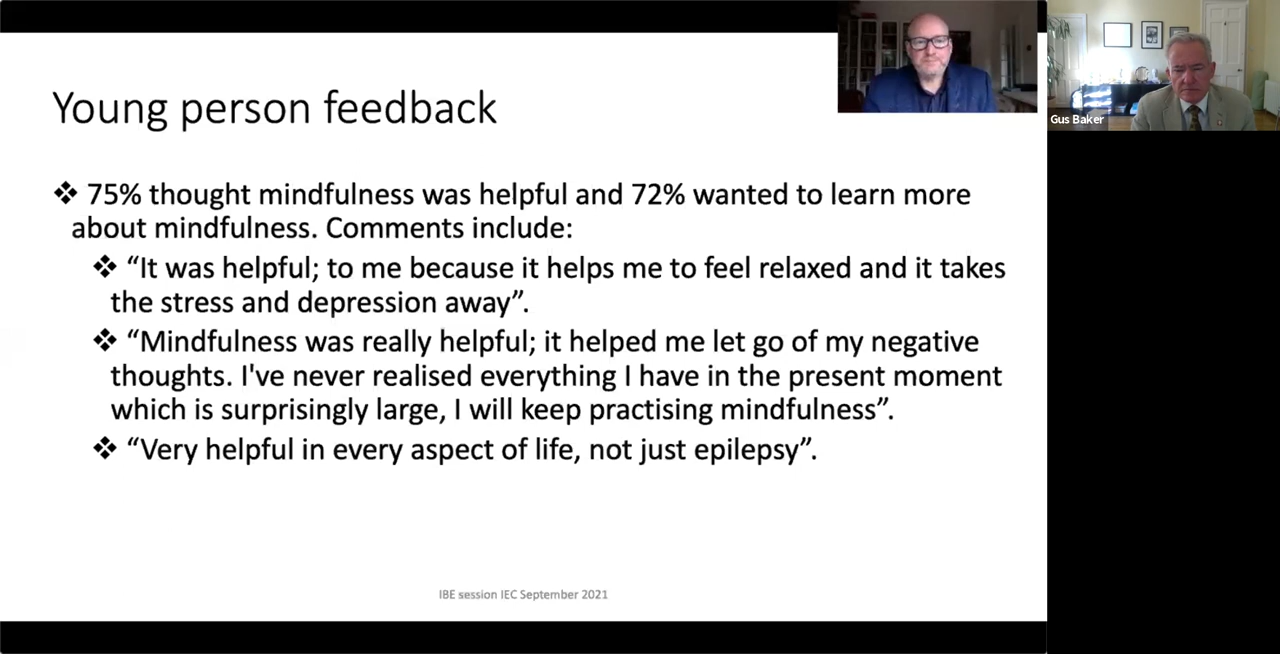 Young person feedback
❖ 75% thought mindfulness was helpful and 72% wanted to learn more
about mindfulness. Comments include:
❖ “It was helpful; to me because it helps me to feel relaxed and it takes
the stress and depression away”.
❖ “Mindfulness was really helpful; it helped me let go of my negative
thoughts. I've never realised everything I have in the present moment
which is surprisingly large, I will keep practising mindfulness”.
❖ “Very helpful in every aspect of life, not just epilepsy”.
IBE session IEC September 2021
Gus Baker